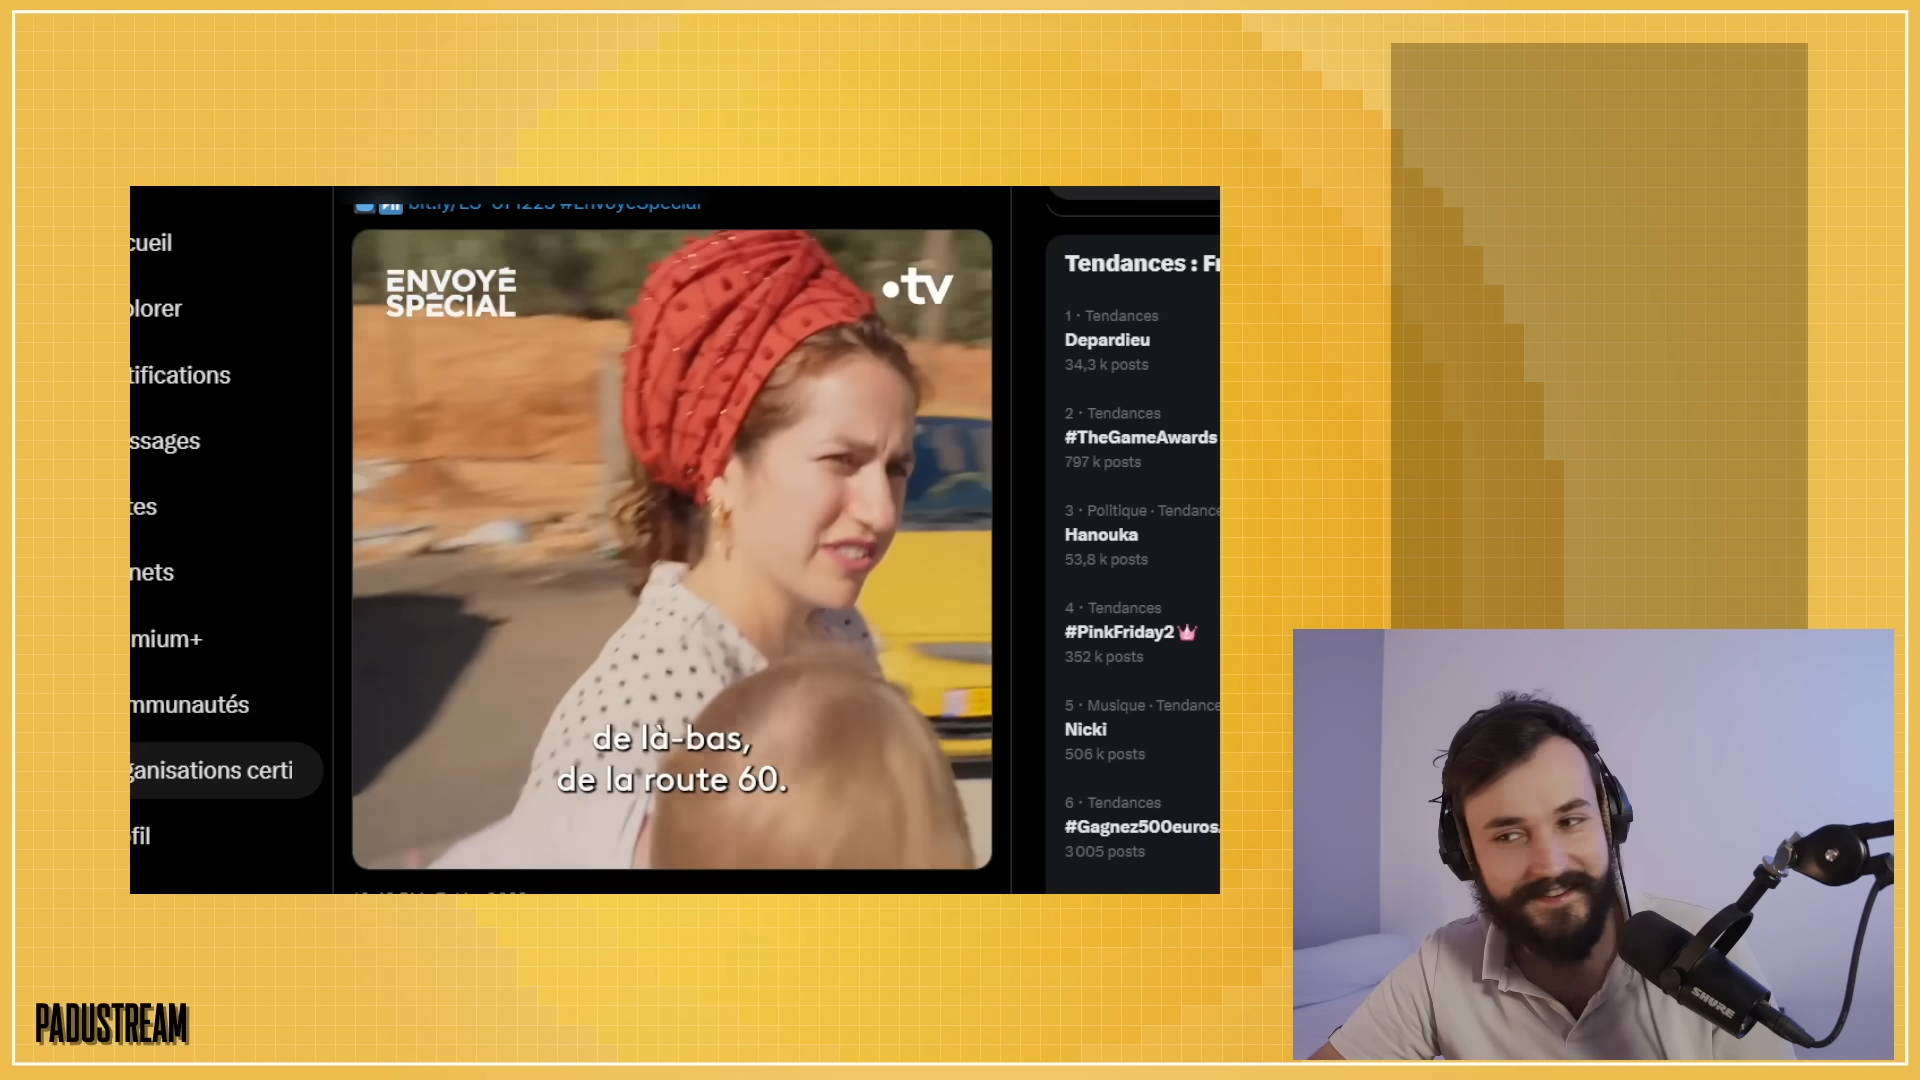 cueil
plorer
tifications
ssages
tes
nets
mium+
mmunautés
ganisations certi
fil
#EnvoyeSpecial
ENVOYÉ
SPÉCIAL
•tv
de là-bas,
de la route 60.
Tendances : Fr
1 · Tendances
Depardieu
34,3 k posts
2 · Tendances
#TheGameAwards
797 k posts
3 · Politique · Tendance
Hanouka
53,8 k posts
4 · Tendances
#PinkFriday2
352 k posts
5 · Musique · Tendance
Nicki
506 k posts
6 · Tendances
#Gagnez500euros
3 005 posts
SHURE
PADUSTREAM